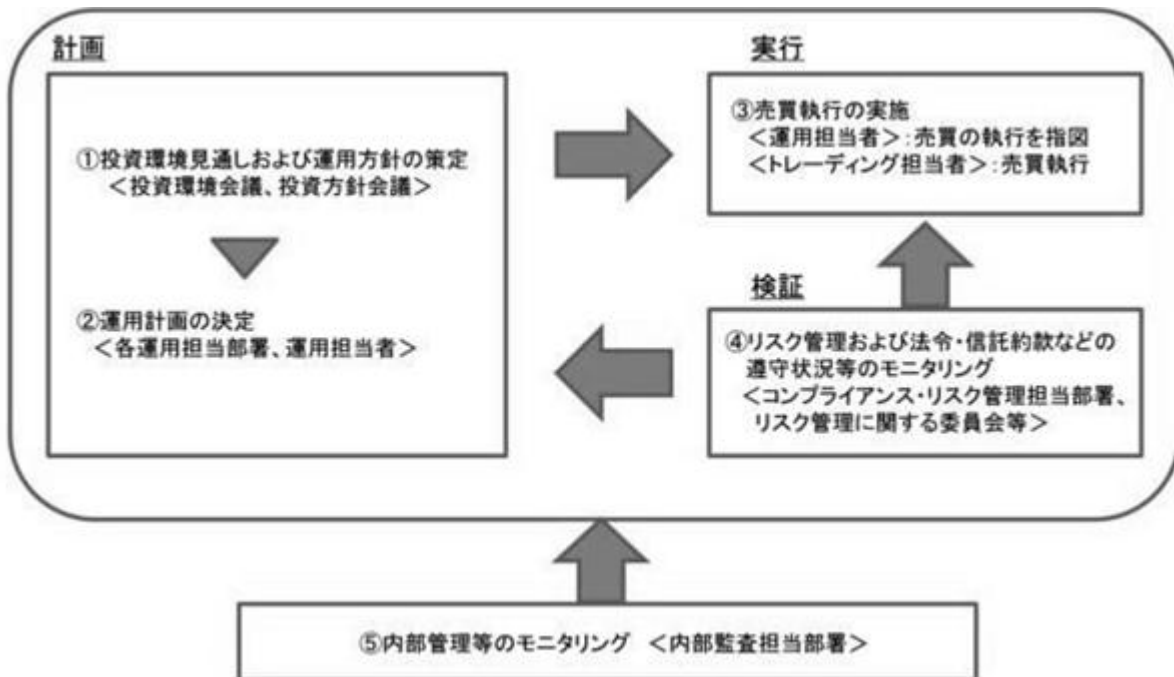 計画
①投資環境見通しおよび運用方針の策定
＜投資環境会議、投資方針会議＞
②運用計画の決定
＜各運用担当部署、運用担当者＞
実行
③売買執行の実施
＜運用担当者＞：売買の執行を指図
＜トレーディング担当者＞：売買執行
検証
④リスク管理および法令・信託約款などの
遵守状況等のモニタリング
＜コンプライアンス・リスク管理担当部署、
リスク管理に関する委員会等＞
⑤内部管理等のモニタリング ＜内部監査担当部署＞